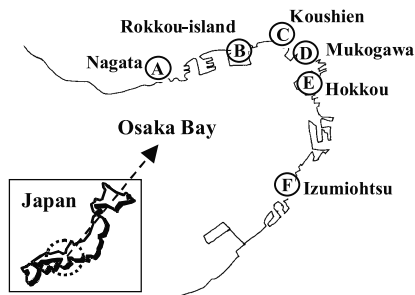 Koushien
Rokkou-island
Mukogawa
Nagata
A
B
C
D
E
Hokkou
Osaka Bay
F
Izumiohtsu
Japan